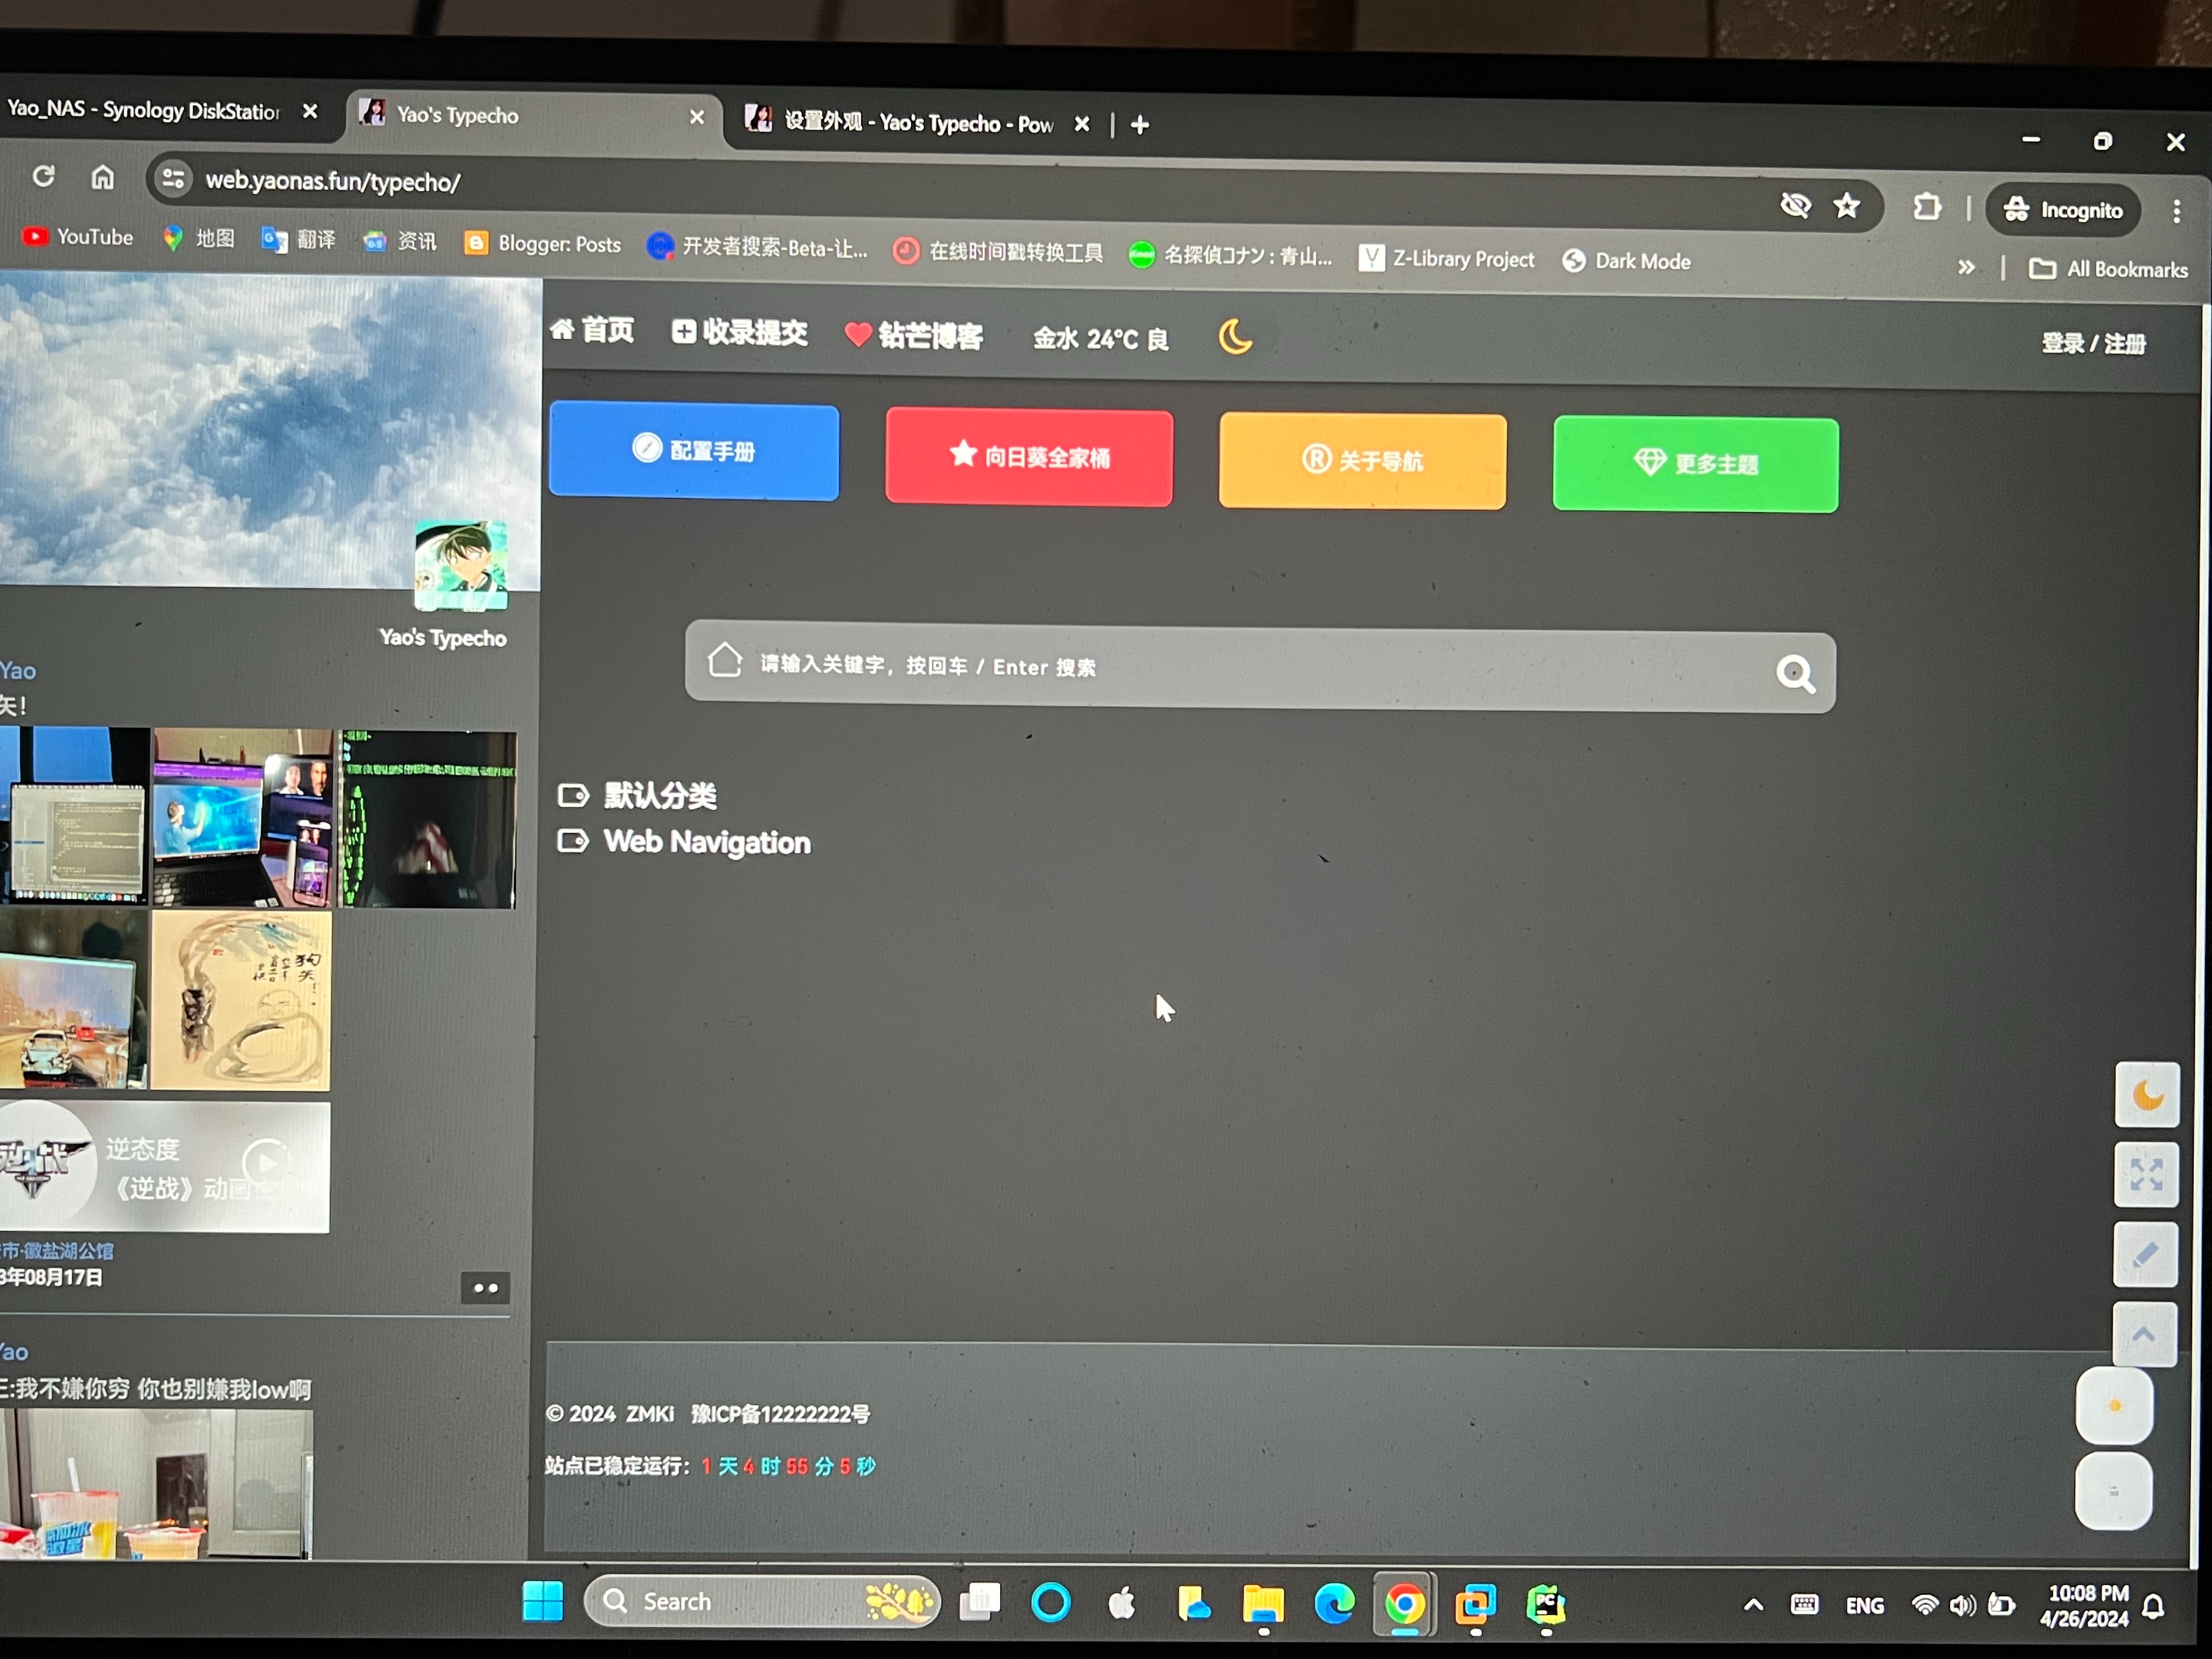 Yao_NAS - Synology DiskStation
Yao's Typecho
设置外观 - Yao's Typecho - Pow
web.yaonas.fun/typecho/
Incognito
YouTube
地图
翻译
资讯
Blogger: Posts
开发者搜索-Beta-让...
在线时间戳转换工具
名探偵コナン : 青山...
Z-Library Project
Dark Mode
All Bookmarks
首页
收录提交
钻芒博客
金水 24°C 良
登录 / 注册
配置手册
向日葵全家桶
关于导航
更多主题
Yao's Typecho
Yao
矢!
请输入关键字，按回车 / Enter 搜索
默认分类
Web Navigation
逆态度
《逆战》动画
市·徽盐湖公馆
3年08月17日
Yao
:我不嫌你穷 你也别嫌我low啊
© 2024 ZMKi 豫ICP备12222222号
站点已稳定运行：1 天 4 时 55 分 5 秒
Search
PC
ENG
10:08 PM
4/26/2024